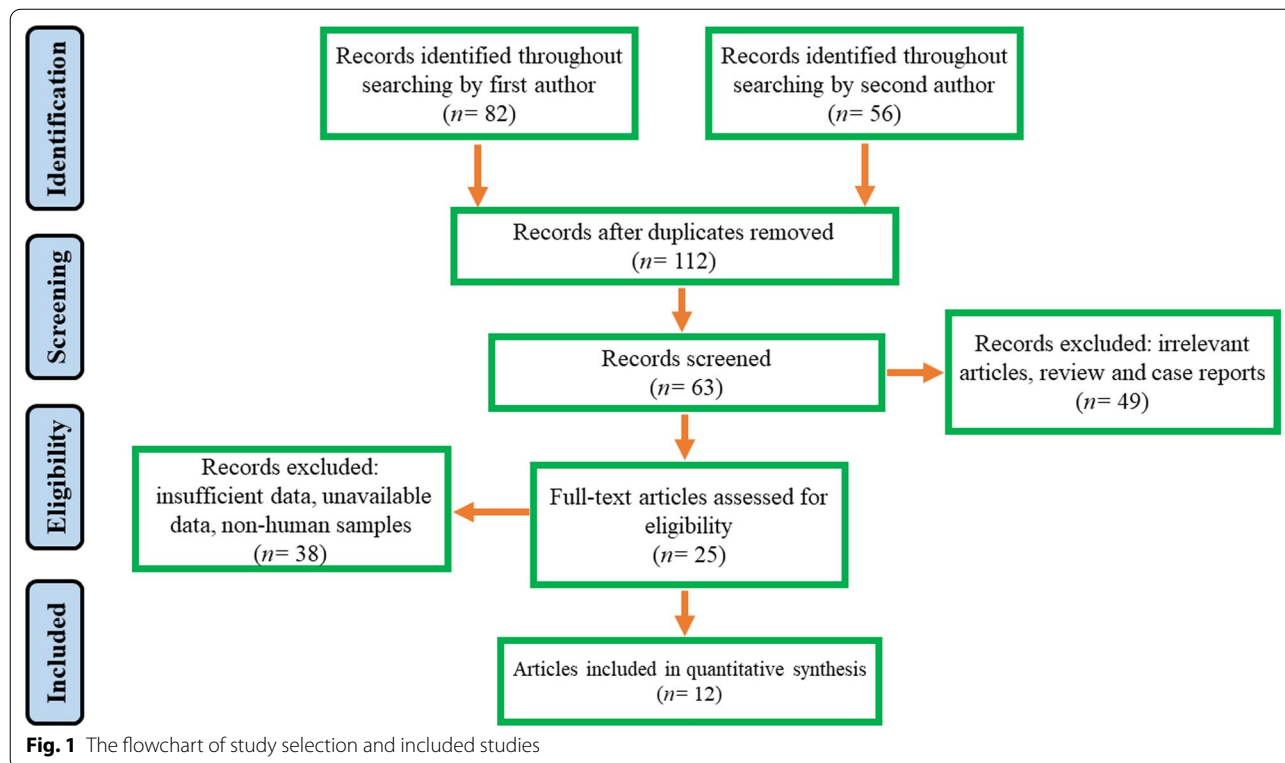 Identification
Records identified throughout
searching by first author
(n= 82)
Records identified throughout
searching by second author
(n= 56)
Records after duplicates removed
(n= 112)
Screening
Records screened
(n= 63)
Records excluded: irrelevant
articles, review and case reports
(n= 49)
Eligibility
Records excluded:
insufficient data, unavailable
data, non-human samples
(n= 38)
Full-text articles assessed for
eligibility
(n= 25)
Included
Articles included in quantitative synthesis
(n= 12)
Fig. 1 The flowchart of study selection and included studies